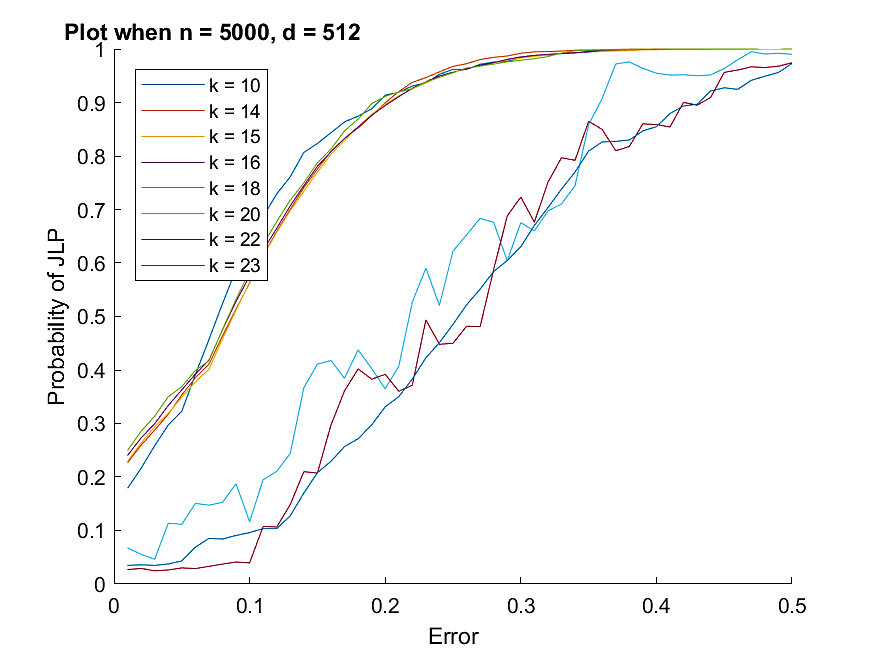 Plot when n = 5000, d = 512
1
0.9
0.8
0.7
0.6
0.5
0.4
0.3
0.2
0.1
0
Probability of JLP
k = 10
k = 14
k = 15
k = 16
k = 18
k = 20
k = 22
k = 23
0
0.1
0.2
0.3
0.4
0.5
Error